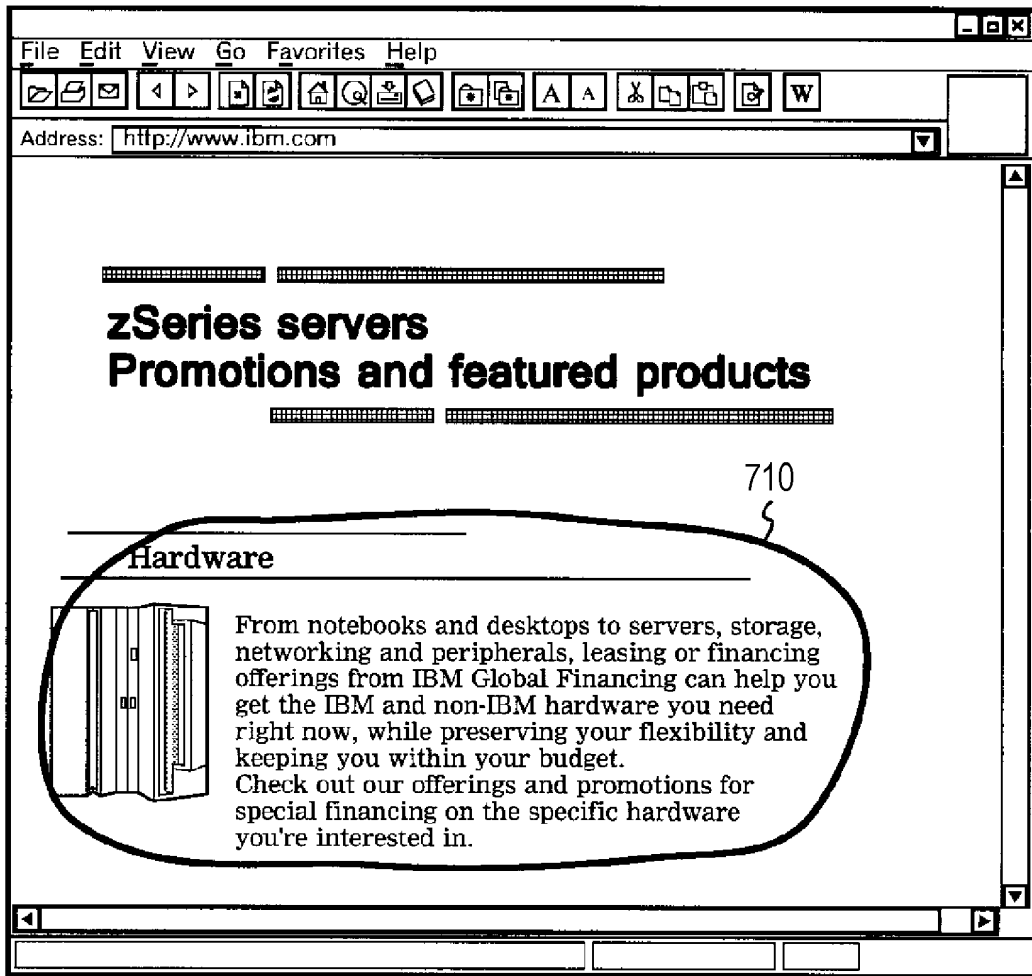 File Edit View Go Favorites Help
A A W
Address: http://www.ibm.com
zSeries servers
Promotions and featured products
710
Hardware
From notebooks and desktops to servers, storage,
networking and peripherals, leasing or financing
offerings from IBM Global Financing can help you
get the IBM and non-IBM hardware you need
right now, while preserving your flexibility and
keeping you within your budget.
Check out our offerings and promotions for
special financing on the specific hardware
you're interested in.